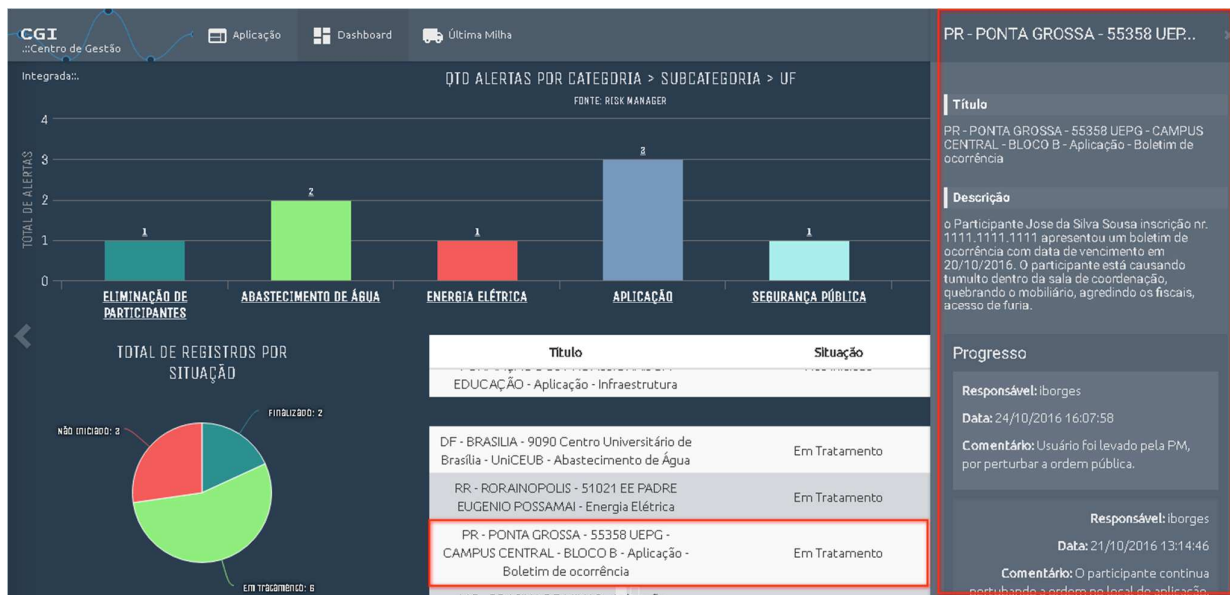 CGI
.::Centro de Gestão
Integrada::.
Aplicação
Dashboard
Última Milha
QTD ALERTAS POR CATEGORIA > SUBCATEGORIA > UF
FONTE: RISK MANAGER
TOTAL DE ALERTAS
4
3
2
1
0
1
2
1
3
1
ELIMINAÇÃO DE
PARTICIPANTES
ABASTECIMENTO DE ÁGUA
ENERGIA ELÉTRICA
APLICAÇÃO
SEGURANÇA PÚBLICA
TOTAL DE REGISTROS POR
SITUAÇÃO
FINALIZADO: 2
NÃO INICIADO: 3
EM TRATAMENTO: 6
Título
Situação
EDUCAÇÃO - Aplicação - Infraestrutura
DF - BRASILIA - 9090 Centro Universitário de
Brasília - UniCEUB - Abastecimento de Água
Em Tratamento
RR - RORAINOPOLIS - 51021 EE PADRE
EUGENIO POSSAMAI - Energia Elétrica
Em Tratamento
PR - PONTA GROSSA - 55358 UEPG -
CAMPUS CENTRAL - BLOCO B - Aplicação -
Boletim de ocorrência
Em Tratamento
PR - PONTA GROSSA - 55358 UEP...
Título
PR - PONTA GROSSA - 55358 UEPG - CAMPUS
CENTRAL - BLOCO B - Aplicação - Boletim de
ocorrência
Descrição
o Participante Jose da Silva Sousa inscrição nr.
1111.1111.1111 apresentou um boletim de
ocorrência com data de vencimento em
20/10/2016. O participante está causando
tumulto dentro da sala de coordenação,
quebrando o mobiliário, agredindo os fiscais,
acesso de furia.
Progresso
Responsável: iborges
Data: 24/10/2016 16:07:58
Comentário: Usuário foi levado pela PM,
por perturbar a ordem pública.
Responsável: iborges
Data: 21/10/2016 13:14:46
Comentário: O participante continua
pertubando a ordem no local de aplicação